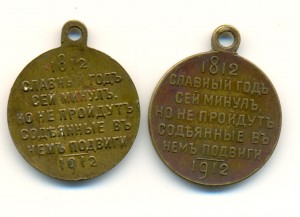 1812
СЛАВНЫЙ ГОДЪ
СЕЙ МИНУЛЪ,
НО НЕ ПРОЙДУТЪ
СОДѢЯННЫЕ ВЪ
НЕМЪ ПОДВИГИ
1912
1812
СЛАВНЫЙ ГОДЪ
СЕЙ МИНУЛЪ,
НО НЕ ПРОЙДУТЪ
СОДѢЯННЫЕ ВЪ
НЕМЪ ПОДВИГИ
1912